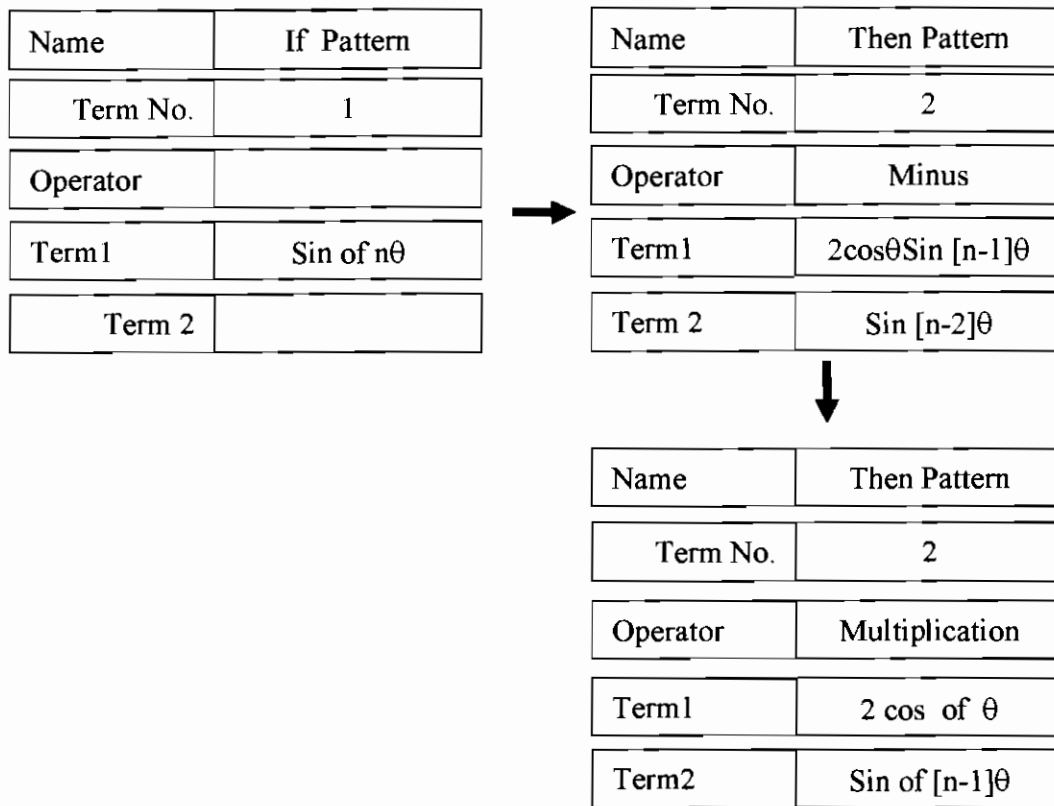 Name If Pattern
Term No. 1
Operator
Term1 Sin of nθ
Term 2
Name Then Pattern
Term No. 2
Operator Minus
Term1 2cosθSin [n-1]θ
Term 2 Sin [n-2]θ
Name Then Pattern
Term No. 2
Operator Multiplication
Term1 2 cos of θ
Term2 Sin of [n-1]θ